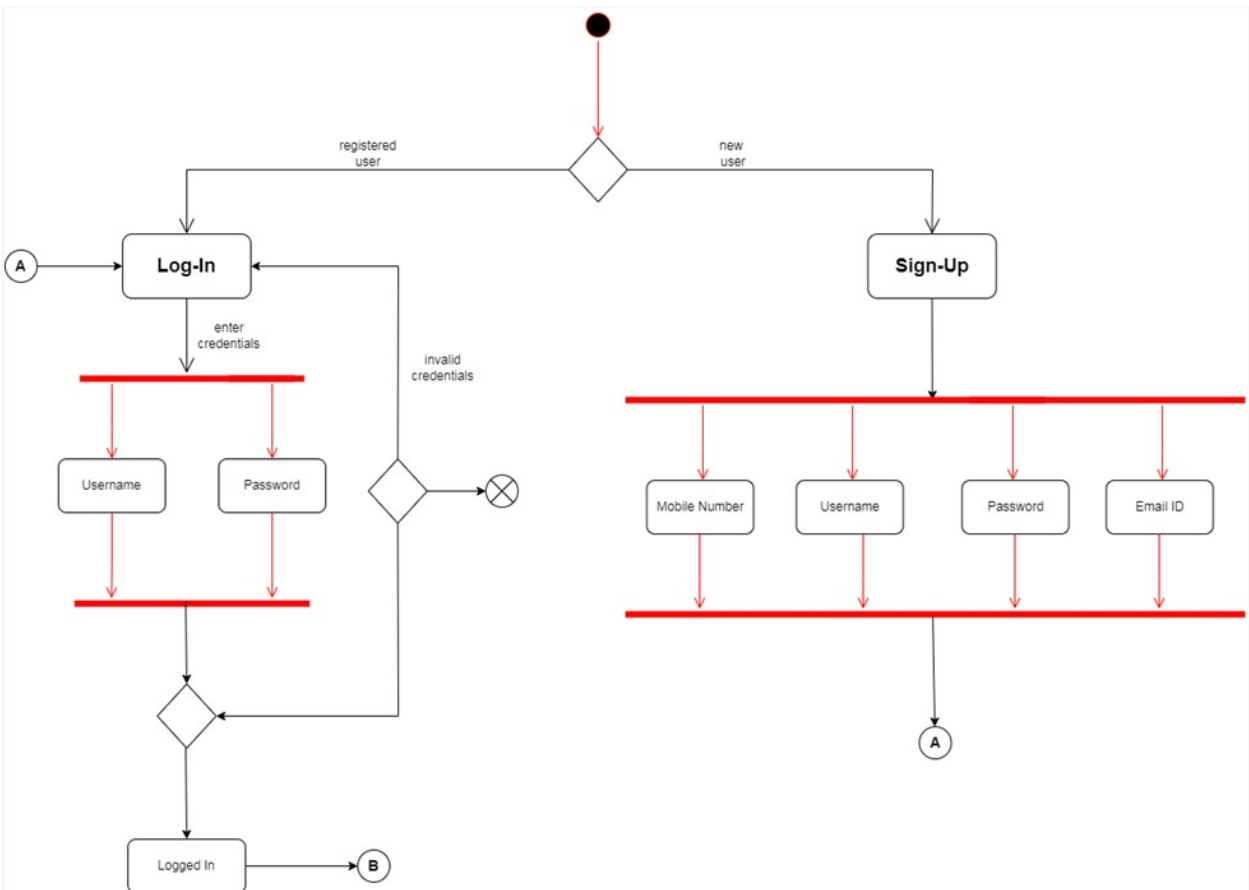 registered
user
new
user
A
Log-In
Sign-Up
enter
credentials
invalid
credentials
Username
Password
Mobile Number
Username
Password
Email ID
A
Logged In
B